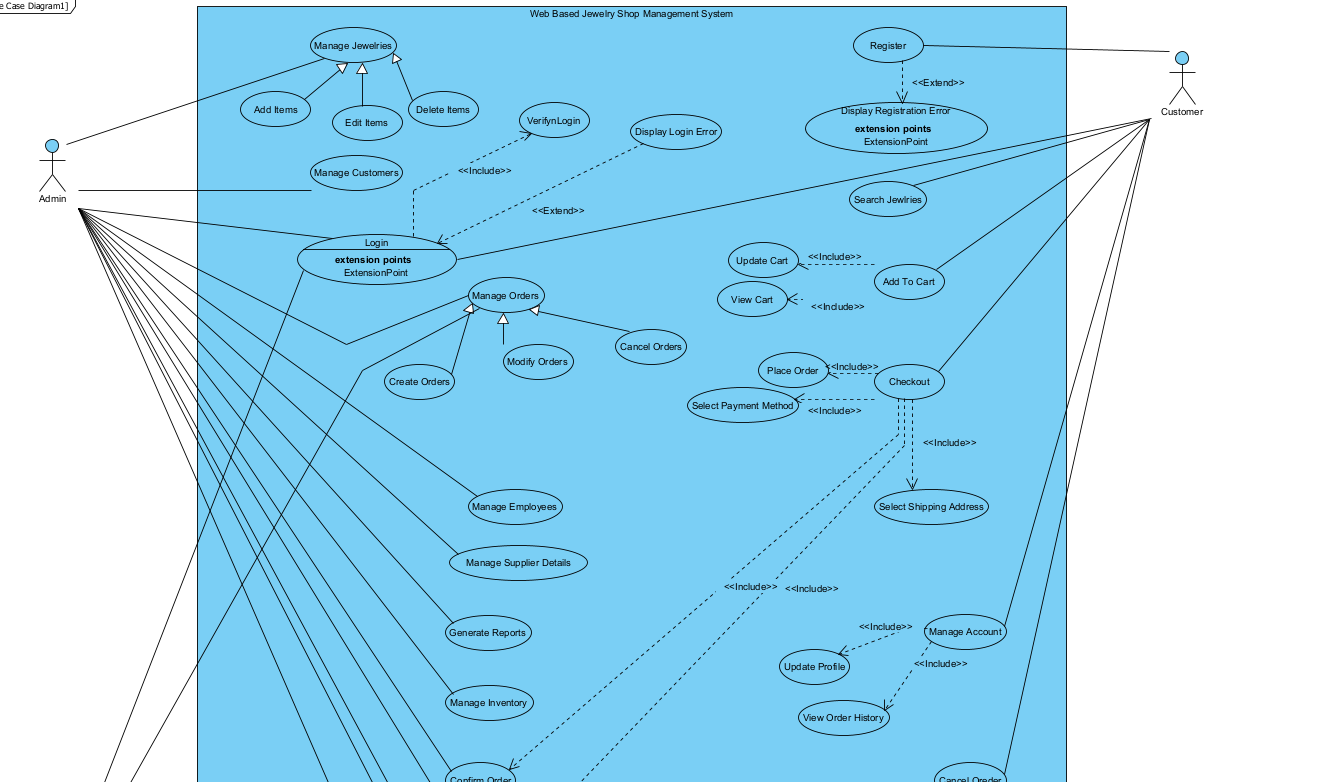 e Case Diagram1]
Web Based Jewelry Shop Management System
Manage Jewelries
Register
<<Extend>>
Add Items
Edit Items
Delete Items
Display Registration Error
extension points
ExtensionPoint
Customer
VerifynLogin
Display Login Error
<<Include>>
Manage Customers
Admin
Search Jewlries
<<Extend>>
Login
extension points
ExtensionPoint
Update Cart
<<Include>>
Add To Cart
View Cart
<<Include>>
Manage Orders
Create Orders
Modify Orders
Cancel Orders
Place Order
<<Include>>
Checkout
Select Payment Method
<<Include>>
<<Include>>
Manage Employees
Select Shipping Address
Manage Supplier Details
<<Include>>
<<Include>>
Generate Reports
<<Include>>
Manage Account
Update Profile
<<Include>>
Manage Inventory
View Order History
Confirm Order
Cancel Oreder